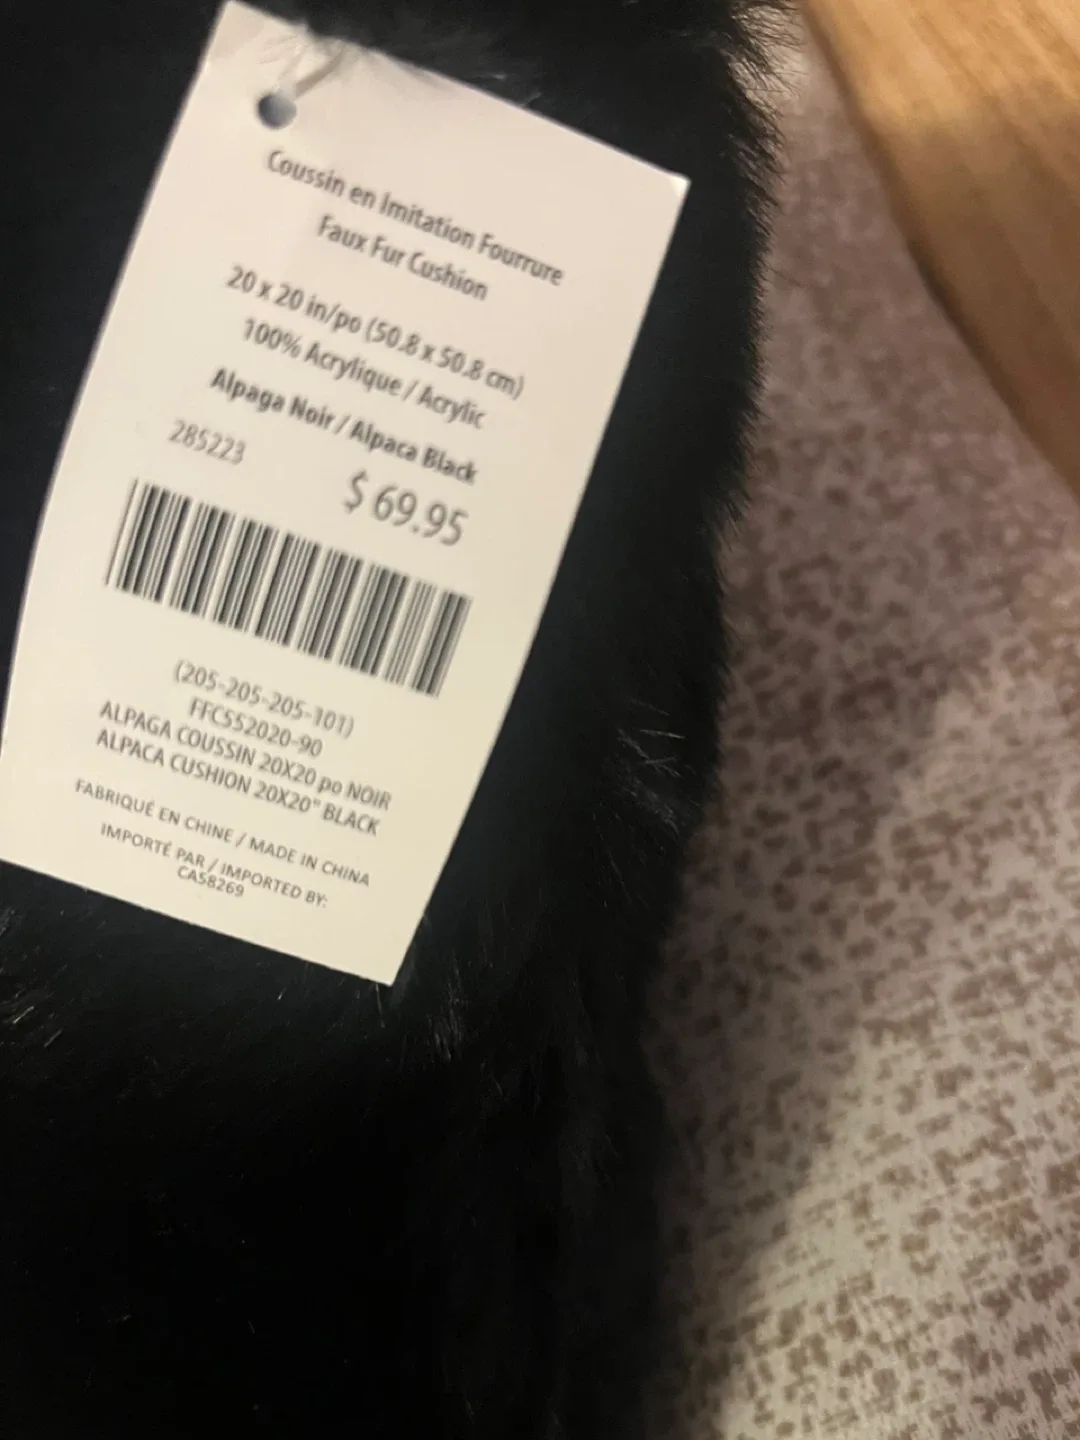 Coussin en Imitation Fourrure
Faux Fur Cushion
20 x 20 in/po (50.8 x 50.8 cm)
100% Acrylique / Acrylic
Alpaga Noir / Alpaca Black
285223
$ 69.95
(205-205-205-101)
FFCSS2020-90
ALPAGA COUSSIN 20X20 po NOIR
ALPACA CUSHION 20X20" BLACK
FABRIQUÉ EN CHINE / MADE IN CHINA
IMPORTÉ PAR / IMPORTED BY:
CA58269